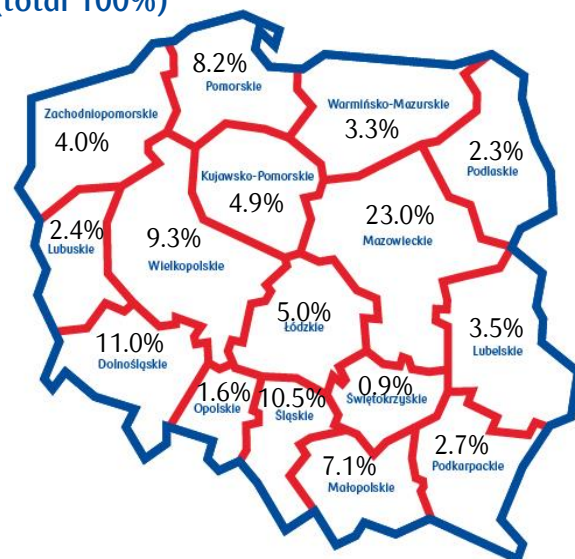 (total 100%)
8.2%
Pomorskie
Zachodniopomorskie
4.0%
Warmińsko-Mazurskie
3.3%
2.3%
Podlaskie
Kujawsko-Pomorskie
4.9%
2.4%
Lubuskie
9.3%
Wielkopolskie
23.0%
Mazowieckie
5.0%
Łódzkie
3.5%
Lubelskie
11.0%
Dolnośląskie
1.6%
Opolskie
10.5%
Śląskie
0.9%
Świętokrzyskie
7.1%
Małopolskie
2.7%
Podkarpackie